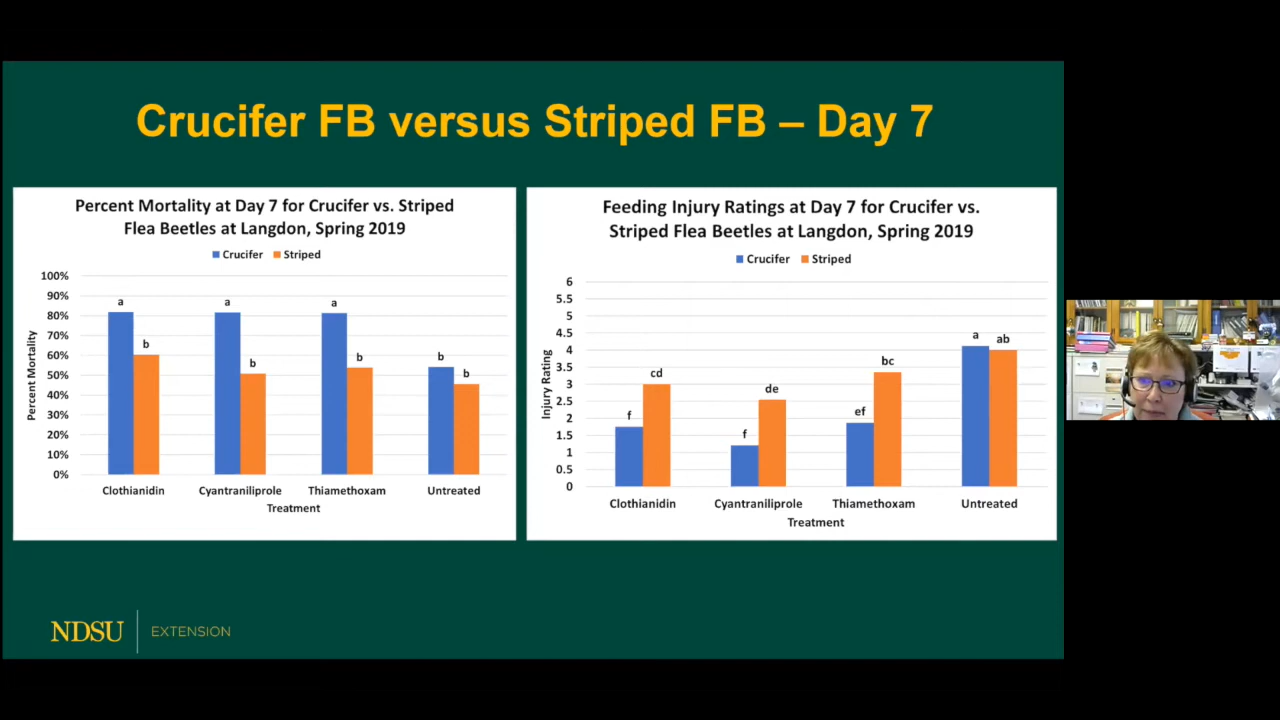 Crucifer FB versus Striped FB – Day 7
Percent Mortality at Day 7 for Crucifer vs. Striped
Flea Beetles at Langdon, Spring 2019
Crucifer Striped
100%
90%
80%
70%
60%
50%
40%
30%
20%
10%
0%
Percent Mortality
a b a b a b b b
Clothianidin Cyantraniliprole Thiamethoxam Untreated
Treatment
Feeding Injury Ratings at Day 7 for Crucifer vs.
Striped Flea Beetles at Langdon, Spring 2019
Crucifer Striped
6
5.5
5
4.5
4
3.5
3
2.5
2
1.5
1
0.5
0
Injury Rating
f cd f de ef bc a ab
Clothianidin Cyantraniliprole Thiamethoxam Untreated
Treatment
NDSU EXTENSION